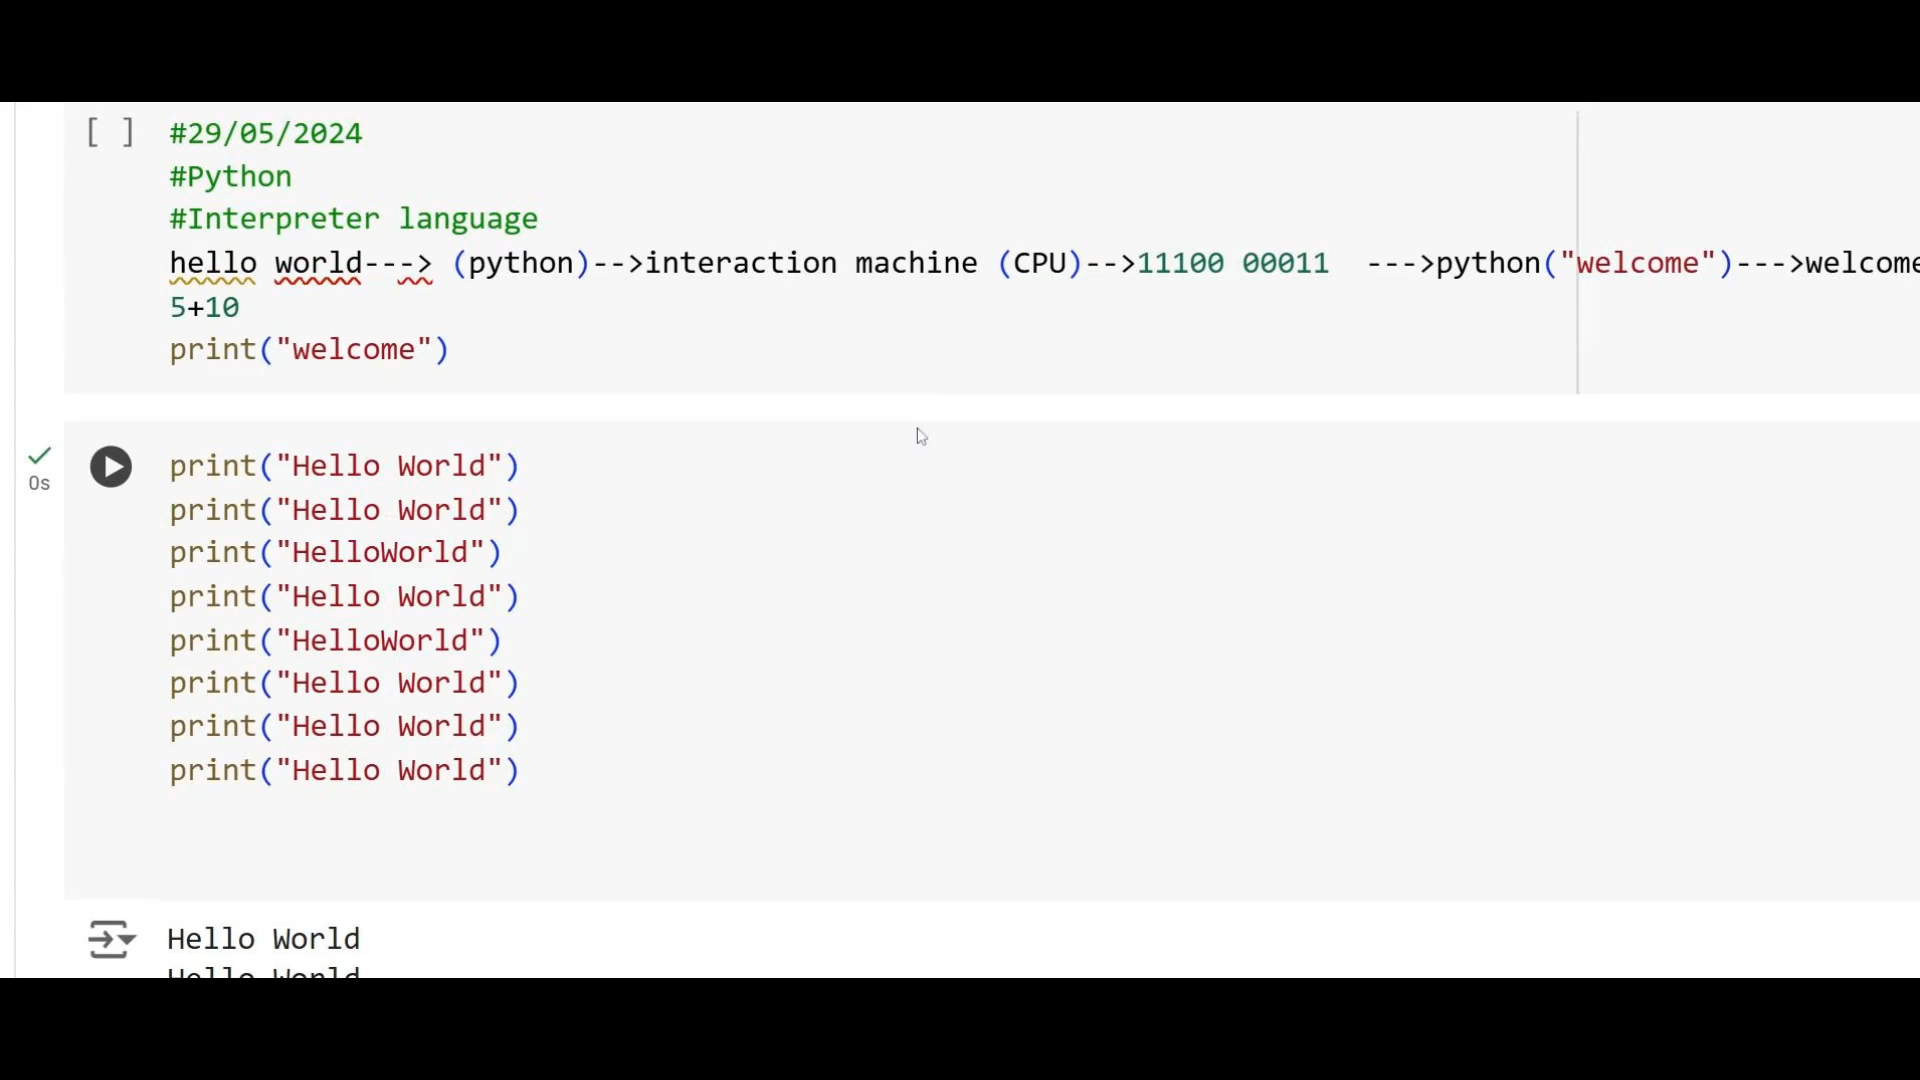 [ ] #29/05/2024
#Python
#Interpreter language
hello world---> (python)-->interaction machine (CPU)-->11100 00011  --->python("welcome")--->welcome
5+10
print("welcome")
print("Hello World")
0s
print("Hello World")
print("HelloWorld")
print("Hello World")
print("HelloWorld")
print("Hello World")
print("Hello World")
print("Hello World")
Hello World
Hello World